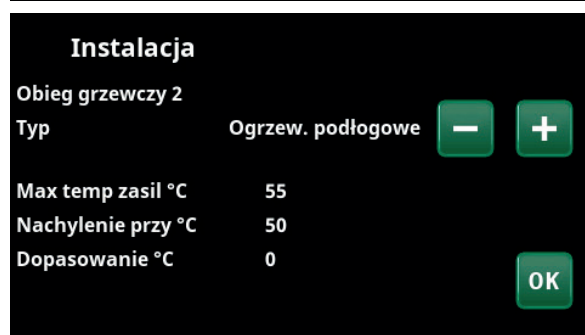 Instalacja
Obieg grzewczy 2
Typ Ogrzew. podłogowe − +
Max temp zasil °C 55
Nachylenie przy °C 50
Dopasowanie °C 0
OK